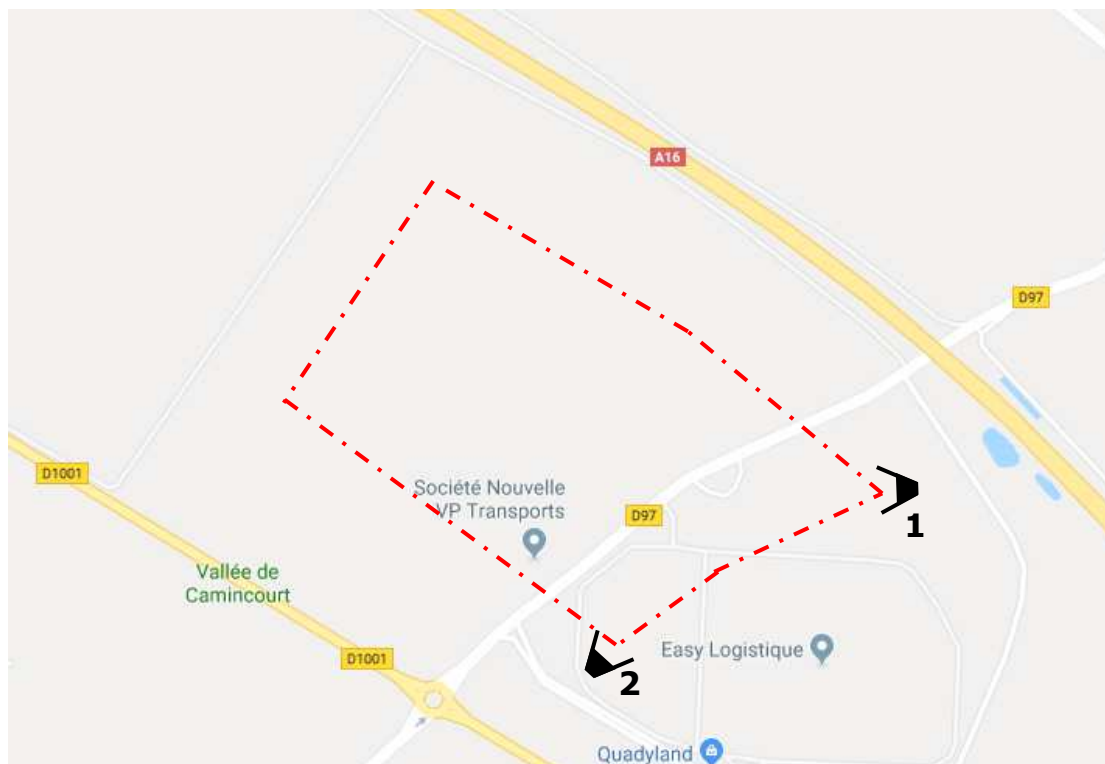 A16
D97
D1001
Société Nouvelle
VP Transports
D97
1
Vallée de
Camincourt
D1001
Easy Logistique
2
Quadyland